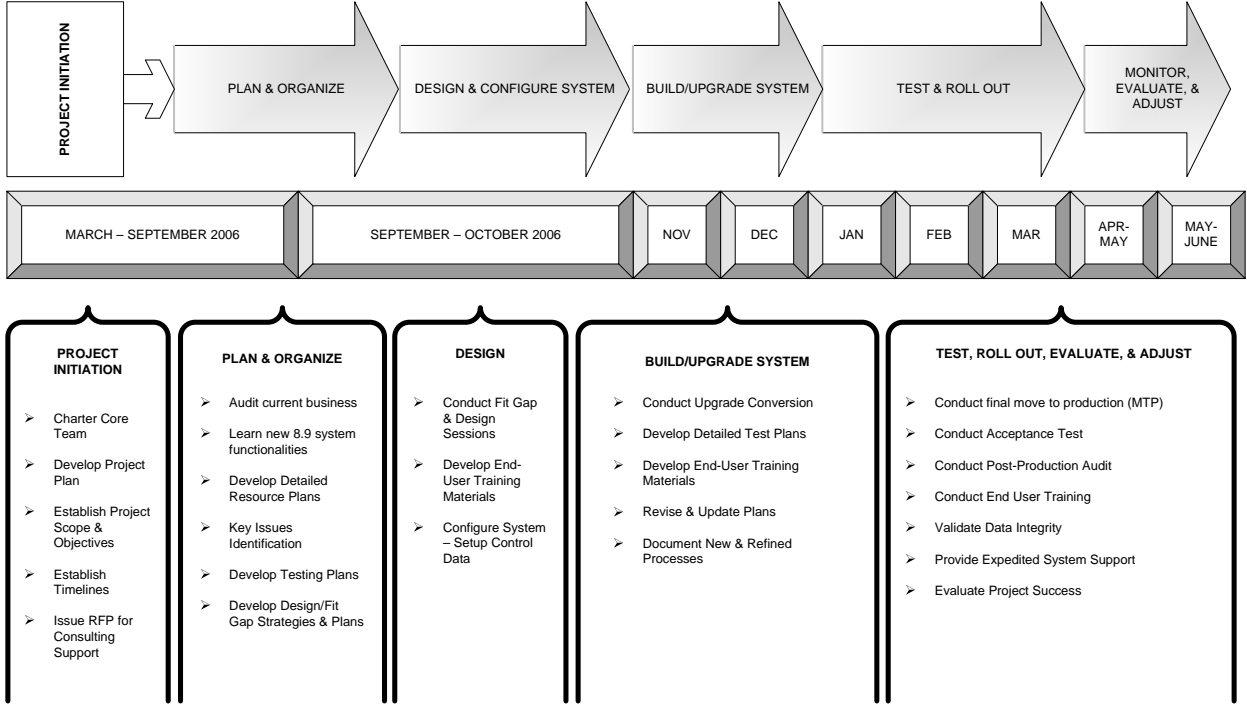 PROJECT INITIATION
PLAN & ORGANIZE
DESIGN & CONFIGURE SYSTEM
BUILD/UPGRADE SYSTEM
TEST & ROLL OUT
MONITOR,
EVALUATE, &
ADJUST
MARCH – SEPTEMBER 2006
SEPTEMBER – OCTOBER 2006
NOV
DEC
JAN
FEB
MAR
APR-
MAY
MAY-
JUNE
PROJECT
INITIATION
Charter Core
Team
Develop Project
Plan
Establish Project
Scope &
Objectives
Establish
Timelines
Issue RFP for
Consulting
Support
PLAN & ORGANIZE
Audit current business
Learn new 8.9 system
functionalities
Develop Detailed
Resource Plans
Key Issues
Identification
Develop Testing Plans
Develop Design/Fit
Gap Strategies & Plans
DESIGN
Conduct Fit Gap
& Design
Sessions
Develop End-
User Training
Materials
Configure System
– Setup Control
Data
BUILD/UPGRADE SYSTEM
Conduct Upgrade Conversion
Develop Detailed Test Plans
Develop End-User Training
Materials
Revise & Update Plans
Document New & Refined
Processes
TEST, ROLL OUT, EVALUATE, & ADJUST
Conduct final move to production (MTP)
Conduct Acceptance Test
Conduct Post-Production Audit
Conduct End User Training
Validate Data Integrity
Provide Expedited System Support
Evaluate Project Success